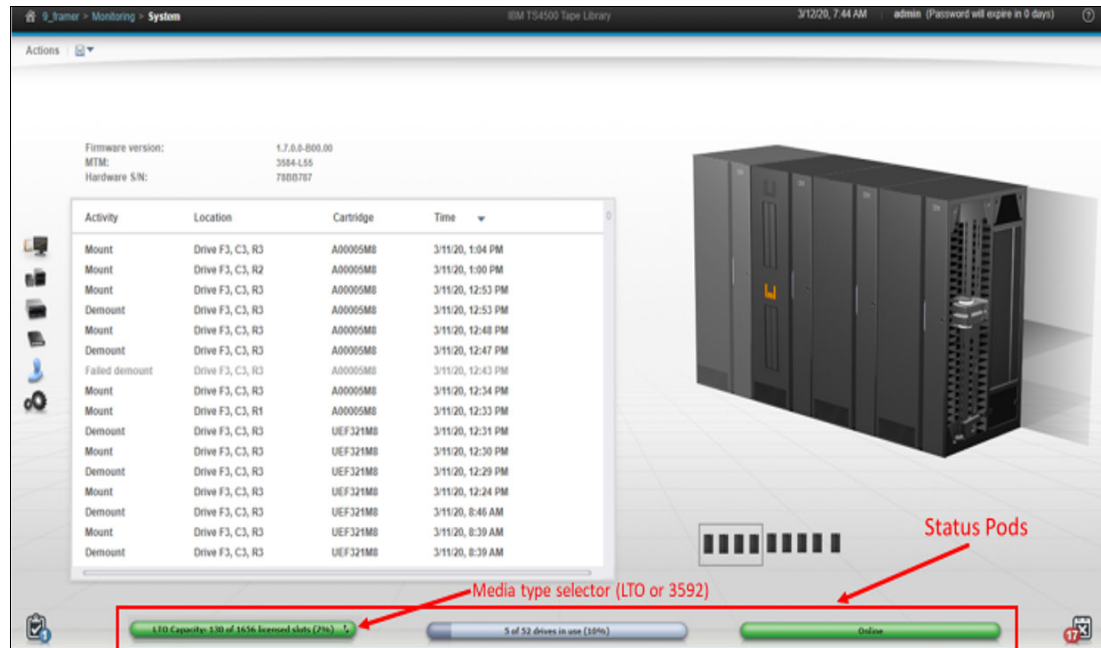 9_framer > Monitoring > System IBM TS4500 Tape Library 3/12/20, 7:44 AM admin (Password will expire in 0 days) ?
Actions
Firmware version: 1.7.0.0-B00.00
MTM: 3584-L55
Hardware S/N: 78BB787
Activity Location Cartridge Time
Mount Drive F3, C3, R3 A00005M8 3/11/20, 1:04 PM
Mount Drive F3, C3, R2 A00005M8 3/11/20, 1:00 PM
Mount Drive F3, C3, R3 A00005M8 3/11/20, 12:53 PM
Demount Drive F3, C3, R3 A00005M8 3/11/20, 12:53 PM
Mount Drive F3, C3, R3 A00005M8 3/11/20, 12:48 PM
Demount Drive F3, C3, R3 A00005M8 3/11/20, 12:47 PM
Failed demount Drive F3, C3, R3 A00005M8 3/11/20, 12:43 PM
Mount Drive F3, C3, R3 A00005M8 3/11/20, 12:34 PM
Mount Drive F3, C3, R1 A00005M8 3/11/20, 12:33 PM
Demount Drive F3, C3, R3 UEF321M8 3/11/20, 12:31 PM
Mount Drive F3, C3, R3 UEF321M8 3/11/20, 12:30 PM
Demount Drive F3, C3, R3 UEF321M8 3/11/20, 12:29 PM
Mount Drive F3, C3, R3 UEF321M8 3/11/20, 12:24 PM
Demount Drive F3, C3, R3 UEF321M8 3/11/20, 8:46 AM
Mount Drive F3, C3, R3 UEF321M8 3/11/20, 8:39 AM
Demount Drive F3, C3, R3 UEF321M8 3/11/20, 8:39 AM
Status Pods
Media type selector (LTO or 3592)
1 LTO Capacity: 130 of 1656 licensed slots (7%) 5 of 52 drives in use (10%) Online 17